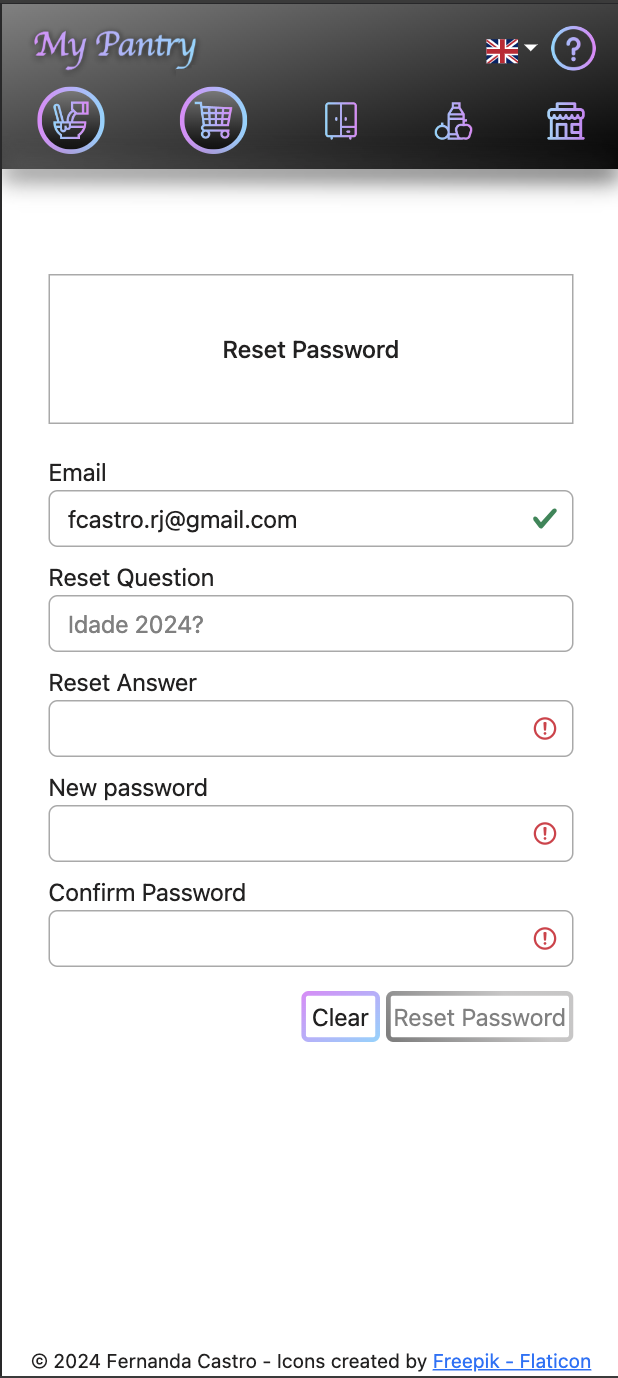 My Pantry
?
Reset Password
Email
fcastro.rj@gmail.com
Reset Question
Idade 2024?
Reset Answer
New password
Confirm Password
Clear
Reset Password
© 2024 Fernanda Castro - Icons created by Freepik - Flaticon